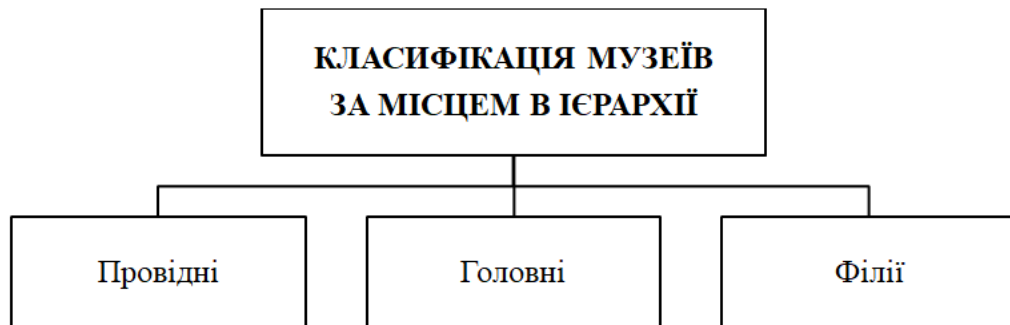 КЛАСИФІКАЦІЯ МУЗЕЇВ
ЗА МІСЦЕМ В ІЄРАРХІЇ
Провідні
Головні
Філії